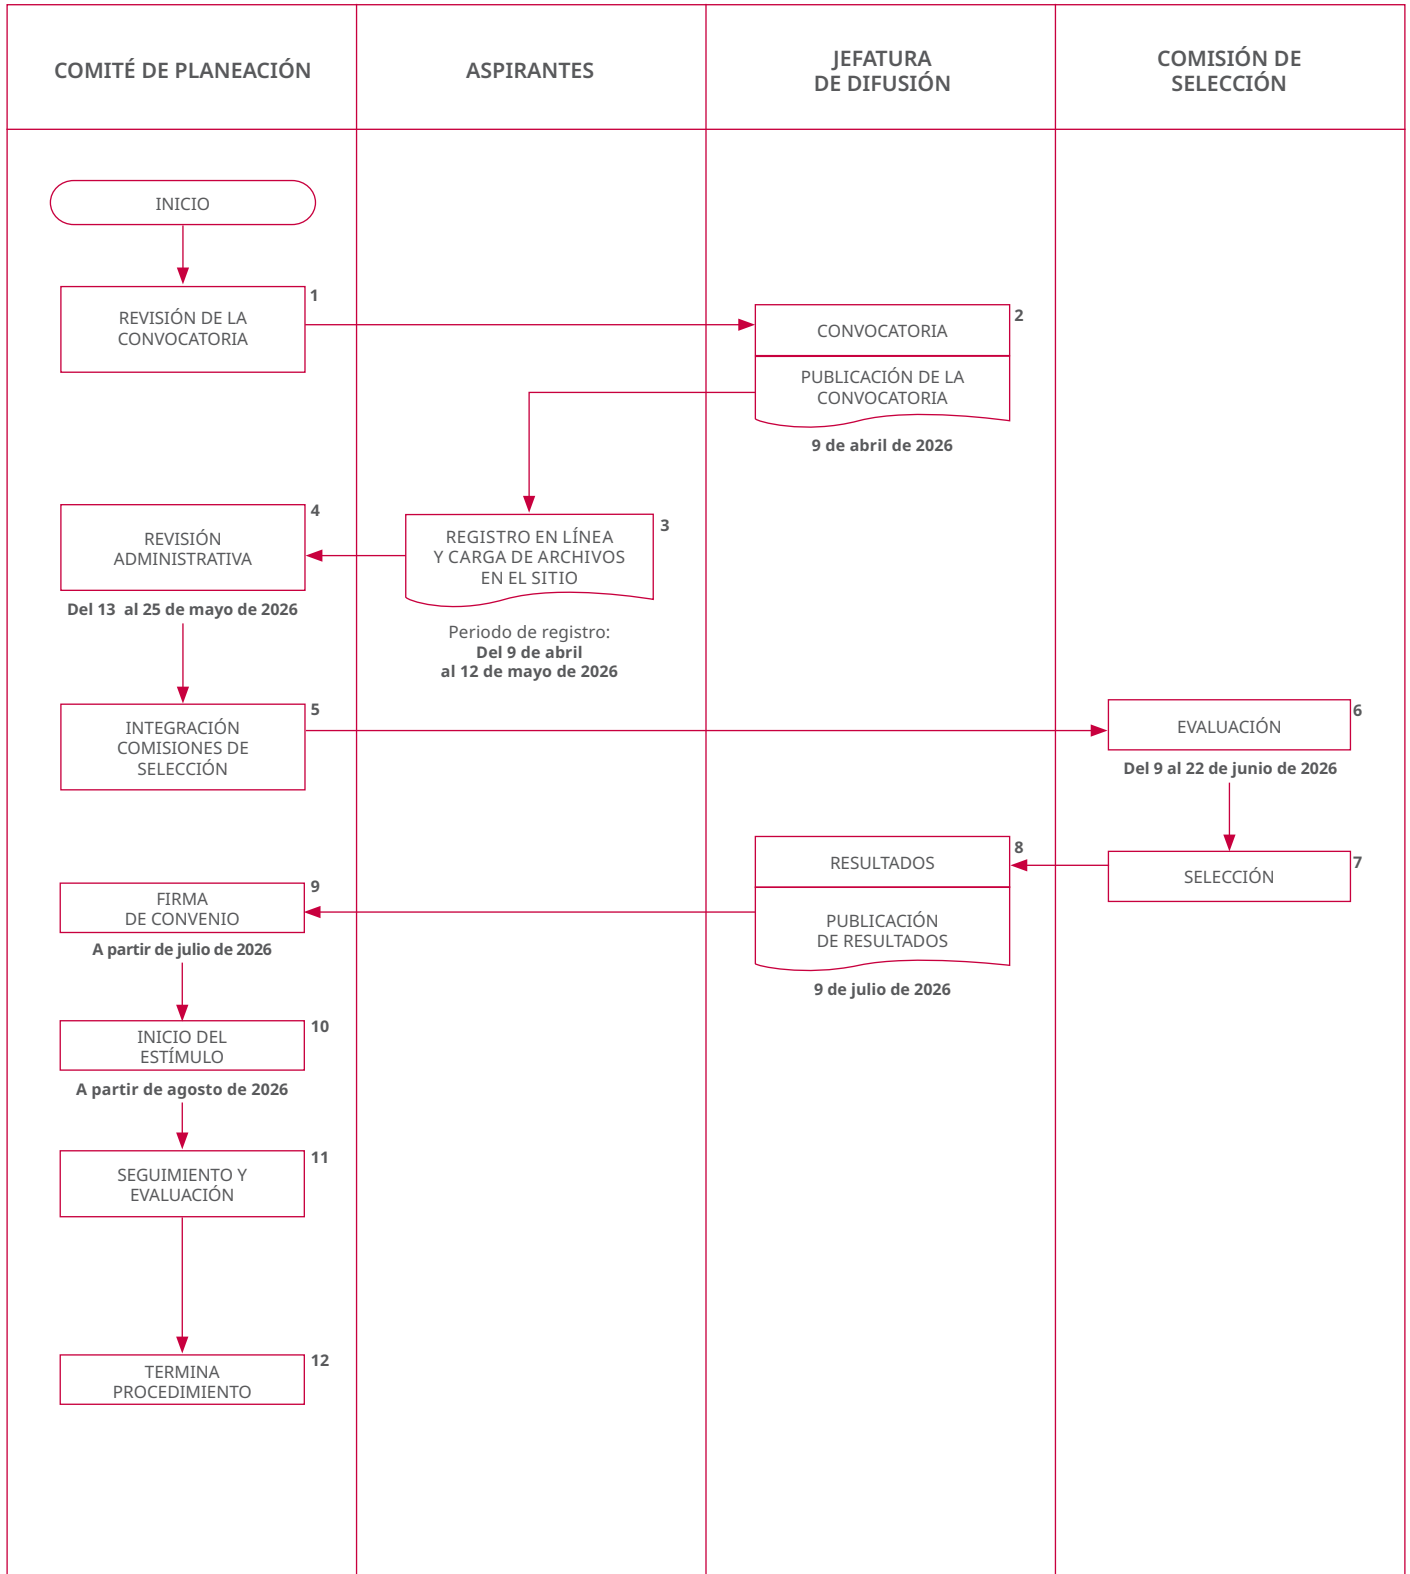 COMITÉ DE PLANEACIÓN
ASPIRANTES
JEFATURA
DE DIFUSIÓN
COMISIÓN DE
SELECCIÓN
INICIO
1
REVISIÓN DE LA
CONVOCATORIA
2
CONVOCATORIA
PUBLICACIÓN DE LA
CONVOCATORIA
9 de abril de 2026
3
REGISTRO EN LÍNEA
Y CARGA DE ARCHIVOS
EN EL SITIO
Periodo de registro:
Del 9 de abril
al 12 de mayo de 2026
4
REVISIÓN
ADMINISTRATIVA
Del 13  al 25 de mayo de 2026
5
INTEGRACIÓN
COMISIONES DE
SELECCIÓN
6
EVALUACIÓN
Del 9 al 22 de junio de 2026
7
SELECCIÓN
8
RESULTADOS
PUBLICACIÓN
DE RESULTADOS
9 de julio de 2026
9
FIRMA
DE CONVENIO
A partir de julio de 2026
10
INICIO DEL
ESTÍMULO
A partir de agosto de 2026
11
SEGUIMIENTO Y
EVALUACIÓN
12
TERMINA
PROCEDIMIENTO